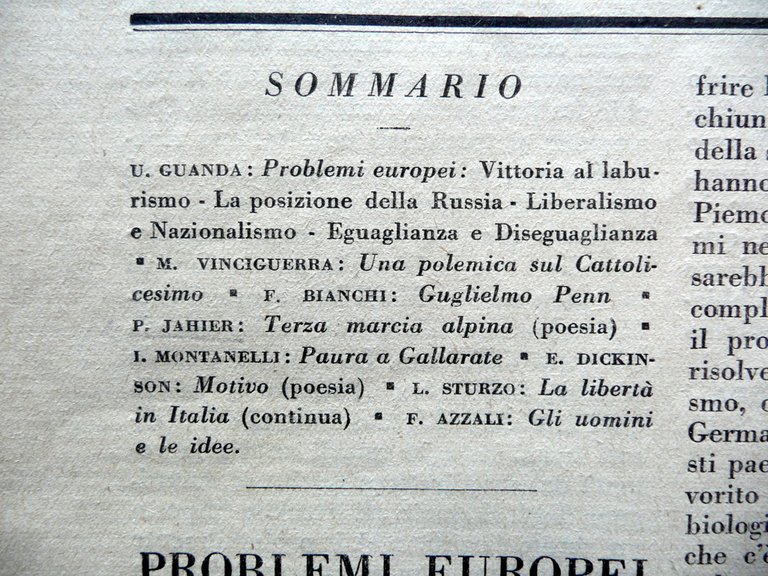 SOMMARIO
U. GUANDA: Problemi europei: Vittoria al labu-
rismo - La posizione della Russia - Liberalismo
e Nazionalismo - Eguaglianza e Diseguaglianza
▪ M. VINCIGUERRA: Una polemica sul Cattoli-
cesimo ▪ F. BIANCHI: Guglielmo Penn ▪
P. JAHIER: Terza marcia alpina (poesia) ▪
I. MONTANELLI: Paura a Gallarate ▪ E. DICKIN-
SON: Motivo (poesia) ▪ L. STURZO: La libertà
in Italia (continua) ▪ F. AZZALI: Gli uomini
e le idee.
PROBLEMI EUROPEI
frire
chiun
della
hanno
Piemo
mi ne
sarebb
compl
il pro
risolve
smo,
Germa
sti pae
vorito
biologi
che c'è